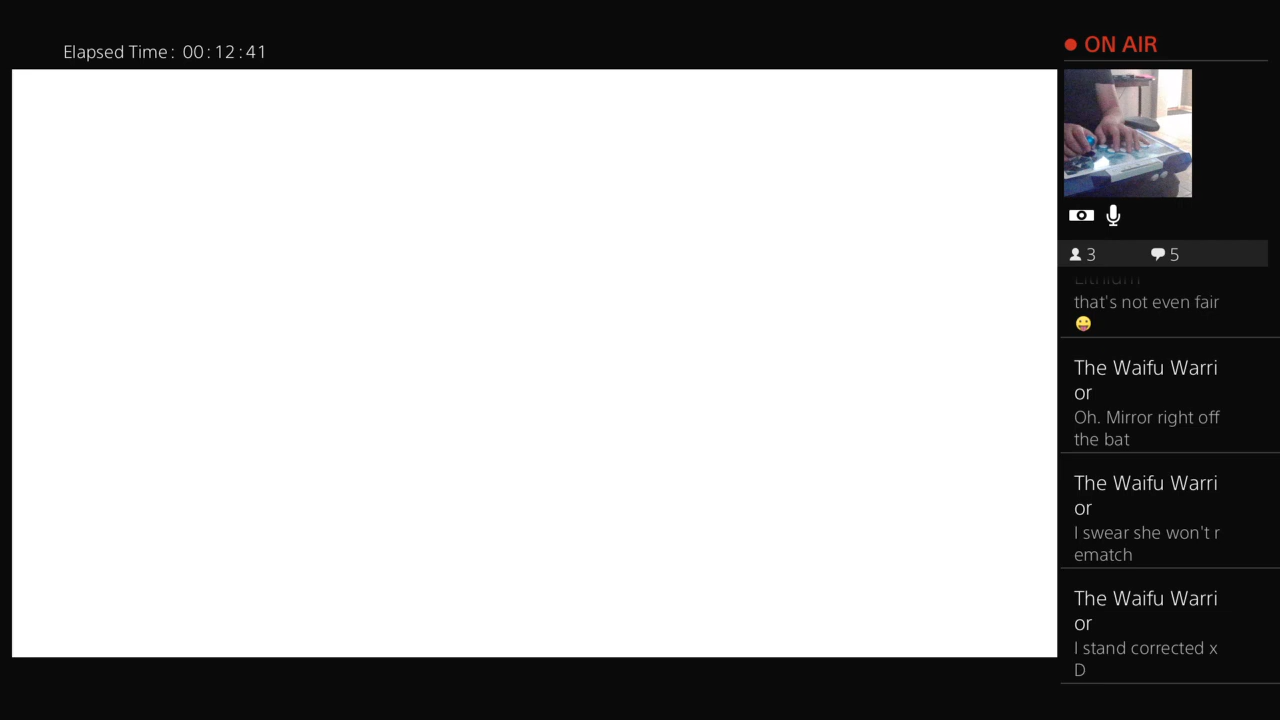 Elapsed Time: 00:12:41
ON AIR
3
5
Lithium
that's not even fair
The Waifu Warri
or
Oh. Mirror right off
the bat
The Waifu Warri
or
I swear she won't r
ematch
The Waifu Warri
or
I stand corrected x
D